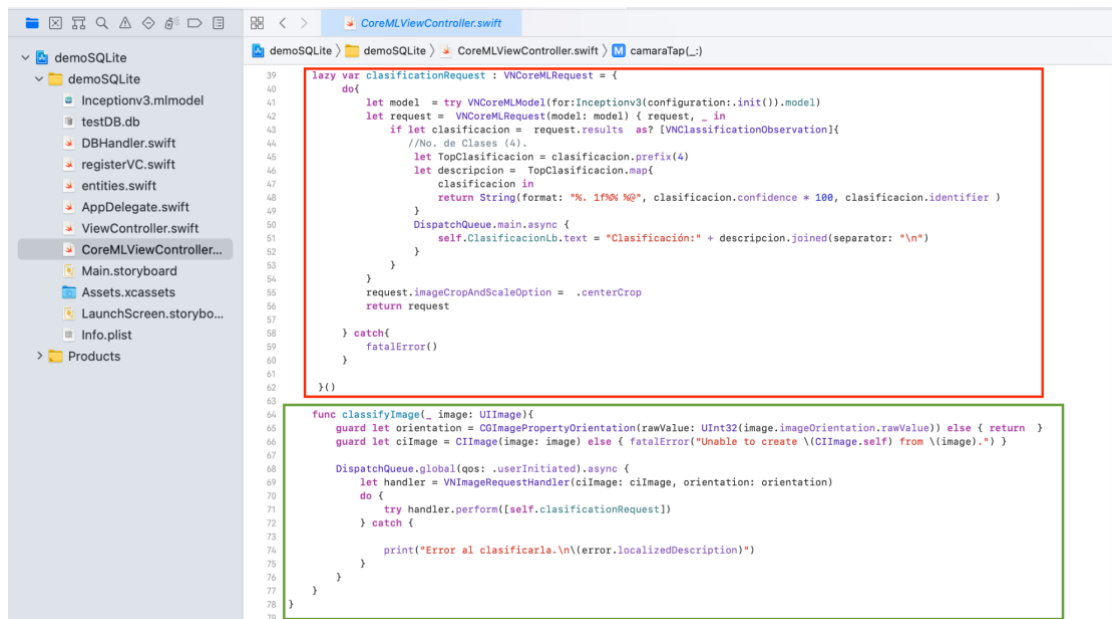 CoreMLViewController.swift
demoSQLite
demoSQLite
Inceptionv3.mlmodel
testDB.db
DBHandler.swift
registerVC.swift
entities.swift
AppDelegate.swift
ViewController.swift
CoreMLViewController...
Main.storyboard
Assets.xcassets
LaunchScreen.storybo...
Info.plist
Products
demoSQLite > demoSQLite > CoreMLViewController.swift > M camaraTap(_:)
39 lazy var clasificationRequest : VNCoreMLRequest = {
40 do{
41 let model = try VNCoreMLModel(for:Inceptionv3(configuration:.init()).model)
42 let request = VNCoreMLRequest(model: model) { request, _ in
43 if let clasificacion = request.results as? [VNClassificationObservation]{
44 //No. de Clases (4).
45 let TopClasificacion = clasificacion.prefix(4)
46 let descripcion = TopClasificacion.map{
47 clasificacion in
48 return String(format: "%. 1f%% %@", clasificacion.confidence * 100, clasificacion.identifier )
49 }
50 DispatchQueue.main.async {
51 self.ClasificacionLb.text = "Clasificación:" + descripcion.joined(separator: "\n")
52 }
53 }
54 }
55 request.imageCropAndScaleOption = .centerCrop
56 return request
57
58 } catch{
59 fatalError()
60 }
61
62 }()
63
64 func classifyImage(_ image: UIImage){
65 guard let orientation = CGImagePropertyOrientation(rawValue: UInt32(image.imageOrientation.rawValue)) else { return }
66 guard let ciImage = CIImage(image: image) else { fatalError("Unable to create \(CIImage.self) from \(image).") }
67
68 DispatchQueue.global(qos: .userInitiated).async {
69 let handler = VNImageRequestHandler(ciImage: ciImage, orientation: orientation)
70 do {
71 try handler.perform([self.clasificationRequest])
72 } catch {
73
74 print("Error al clasificarla.\n\(error.localizedDescription)")
75 }
76 }
77 }
78 }
79